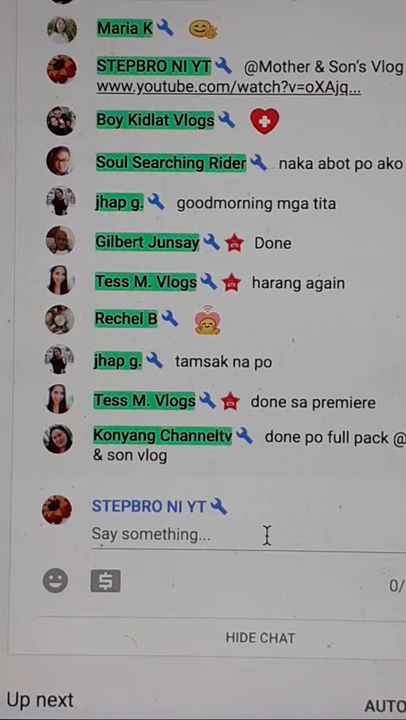 Maria K
STEPBRO NI YT @Mother & Son's Vlog
www.youtube.com/watch?v=oXAjq...
Boy Kidlat Vlogs
Soul Searching Rider naka abot po ako
jhap g. goodmorning mga tita
Gilbert Junsay Done
Tess M. Vlogs harang again
Rechel B
jhap g. tamsak na po
Tess M. Vlogs done sa premiere
Konyang Channeltv done po full pack @
& son vlog
STEPBRO NI YT
Say something...
0/
HIDE CHAT
Up next
AUTO